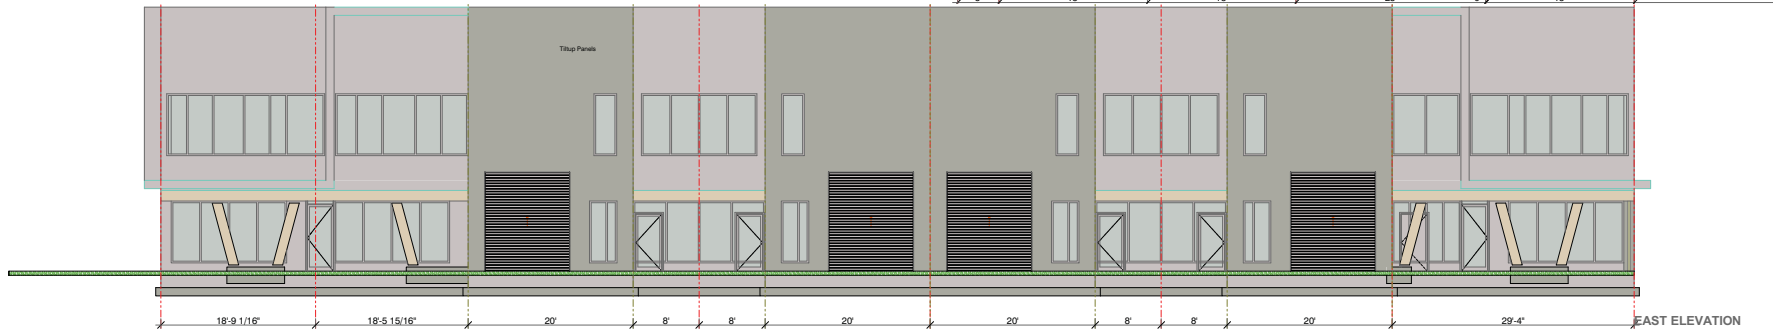 Tiltup Panels
18'-9 1/16" 18'-5 15/16" 20' 8' 8' 20' 20' 8' 8' 20' 29'-4"
EAST ELEVATION